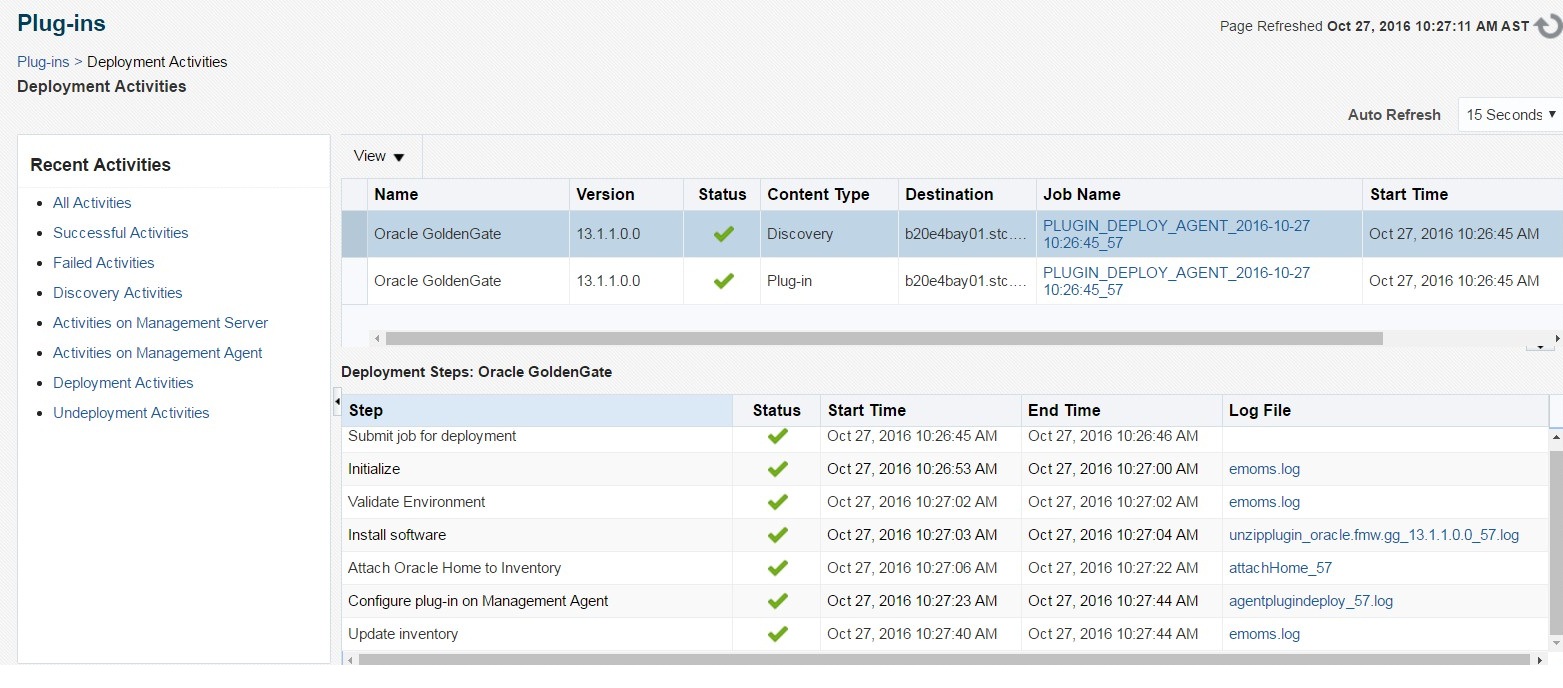 Plug-ins
Page Refreshed Oct 27, 2016 10:27:11 AM AST
Plug-ins > Deployment Activities
Deployment Activities
Auto Refresh 15 Seconds
Recent Activities
All Activities
Successful Activities
Failed Activities
Discovery Activities
Activities on Management Server
Activities on Management Agent
Deployment Activities
Undeployment Activities
View
Name Version Status Content Type Destination Job Name Start Time
Oracle GoldenGate 13.1.1.0.0 Discovery b20e4bay01.stc.... PLUGIN_DEPLOY_AGENT_2016-10-27 Oct 27, 2016 10:26:45 AM
10:26:45_57
Oracle GoldenGate 13.1.1.0.0 Plug-in b20e4bay01.stc.... PLUGIN_DEPLOY_AGENT_2016-10-27 Oct 27, 2016 10:26:45 AM
10:26:45_57
Deployment Steps: Oracle GoldenGate
Step Status Start Time End Time Log File
Submit job for deployment Oct 27, 2016 10:26:45 AM Oct 27, 2016 10:26:46 AM
Initialize Oct 27, 2016 10:26:53 AM Oct 27, 2016 10:27:00 AM emoms.log
Validate Environment Oct 27, 2016 10:27:02 AM Oct 27, 2016 10:27:02 AM emoms.log
Install software Oct 27, 2016 10:27:03 AM Oct 27, 2016 10:27:04 AM unzipplugin_oracle.fmw.gg_13.1.1.0.0_57.log
Attach Oracle Home to Inventory Oct 27, 2016 10:27:06 AM Oct 27, 2016 10:27:22 AM attachHome_57
Configure plug-in on Management Agent Oct 27, 2016 10:27:23 AM Oct 27, 2016 10:27:44 AM agentplugindeploy_57.log
Update inventory Oct 27, 2016 10:27:40 AM Oct 27, 2016 10:27:44 AM emoms.log